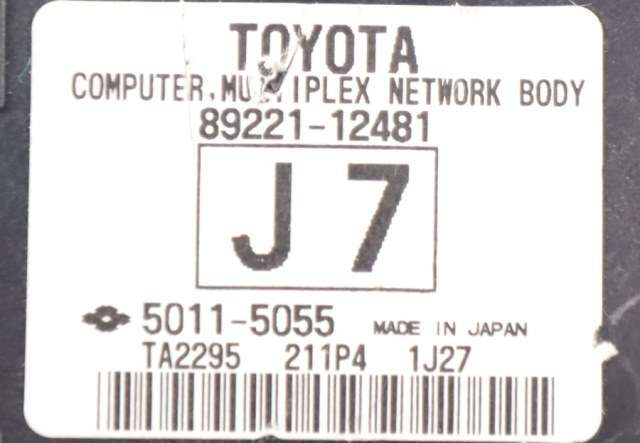 TOYOTA
COMPUTER, MULTIPLEX NETWORK BODY
89221-12481
J7
5011-5055 MADE IN JAPAN
TA2295 211P4 1J27